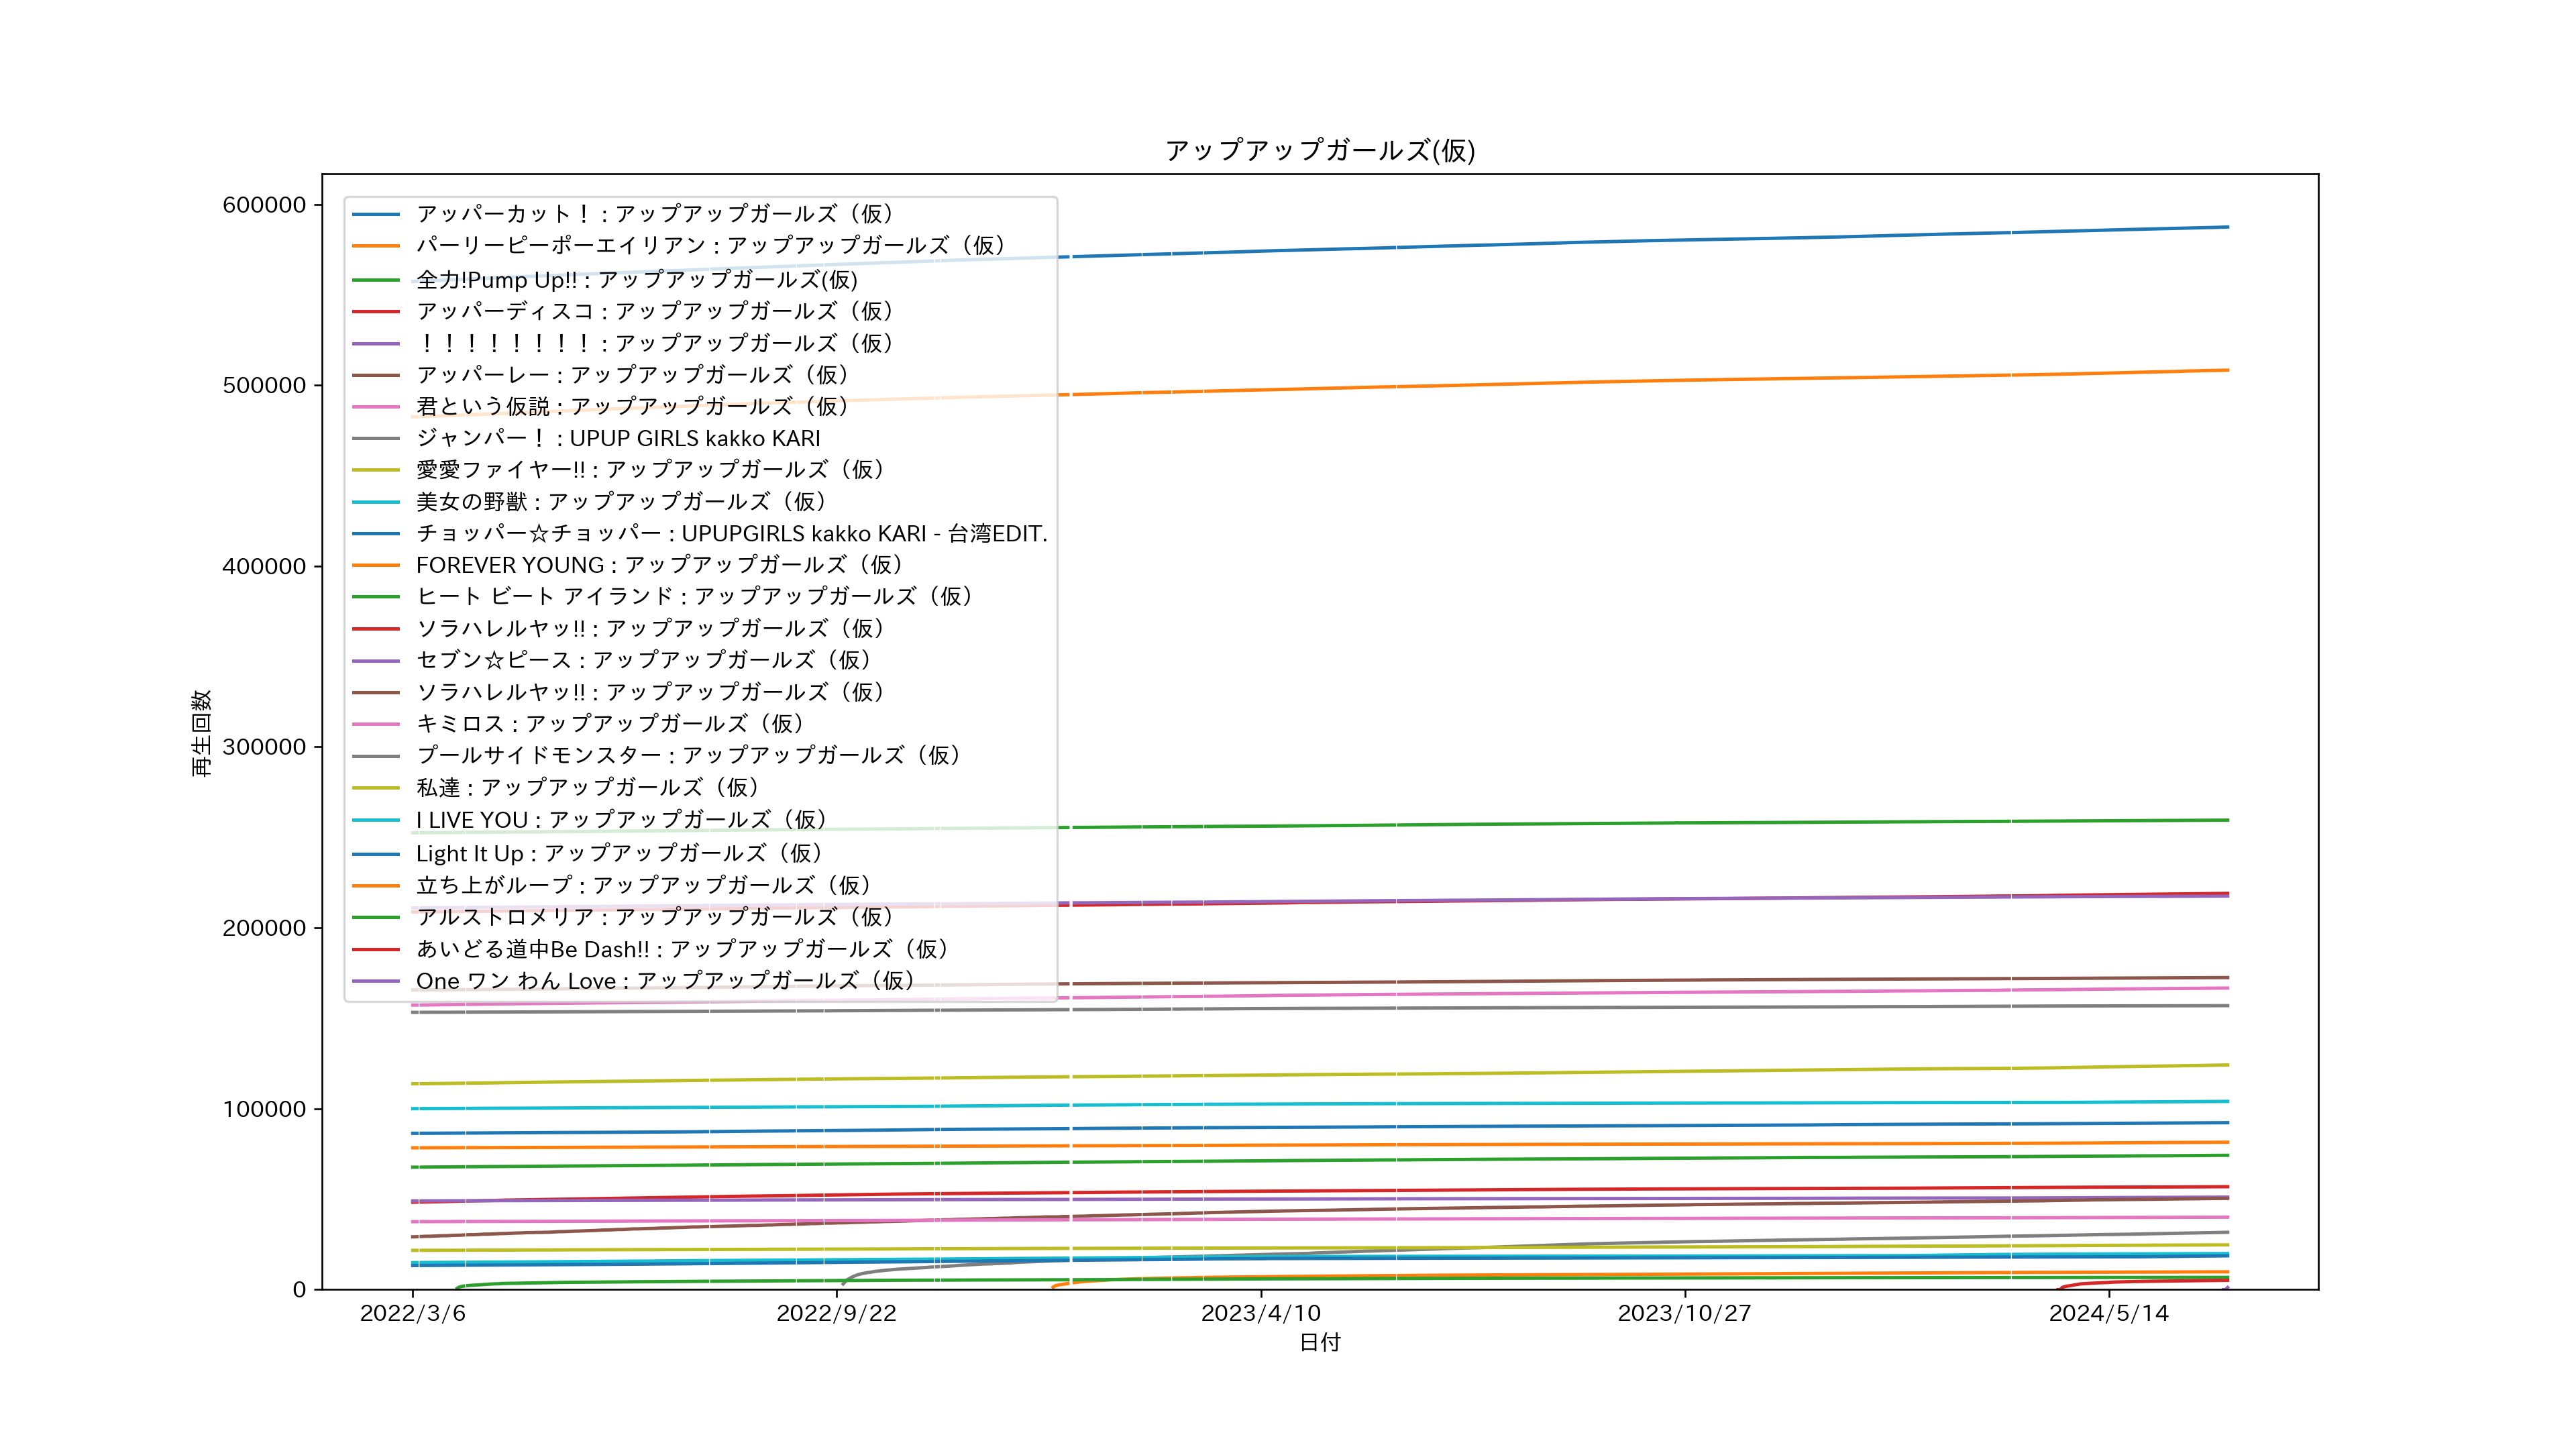 アップアップガールズ(仮)
600000
500000
400000
300000
200000
100000
0
再生回数
アッパーカット！ : アップアップガールズ（仮）
パーリーピーポーエイリアン : アップアップガールズ（仮）
全力!Pump Up!! : アップアップガールズ(仮)
アッパーディスコ : アップアップガールズ（仮）
！！！！！！！！ : アップアップガールズ（仮）
アッパーレー : アップアップガールズ（仮）
君という仮説 : アップアップガールズ（仮）
ジャンパー！ : UPUP GIRLS kakko KARI
愛愛ファイヤー!! : アップアップガールズ（仮）
美女の野獣 : アップアップガールズ（仮）
チョッパー☆チョッパー : UPUPGIRLS kakko KARI - 台湾EDIT.
FOREVER YOUNG : アップアップガールズ（仮）
ヒート ビート アイランド : アップアップガールズ（仮）
ソラハレルヤッ!! : アップアップガールズ（仮）
セブン☆ピース : アップアップガールズ（仮）
ソラハレルヤッ!! : アップアップガールズ（仮）
キミロス : アップアップガールズ（仮）
プールサイドモンスター : アップアップガールズ（仮）
私達 : アップアップガールズ（仮）
I LIVE YOU : アップアップガールズ（仮）
Light It Up : アップアップガールズ（仮）
立ち上がループ : アップアップガールズ（仮）
アルストロメリア : アップアップガールズ（仮）
あいどる道中Be Dash!! : アップアップガールズ（仮）
One ワン わん Love : アップアップガールズ（仮）
2022/3/6
2022/9/22
2023/4/10
2023/10/27
2024/5/14
日付